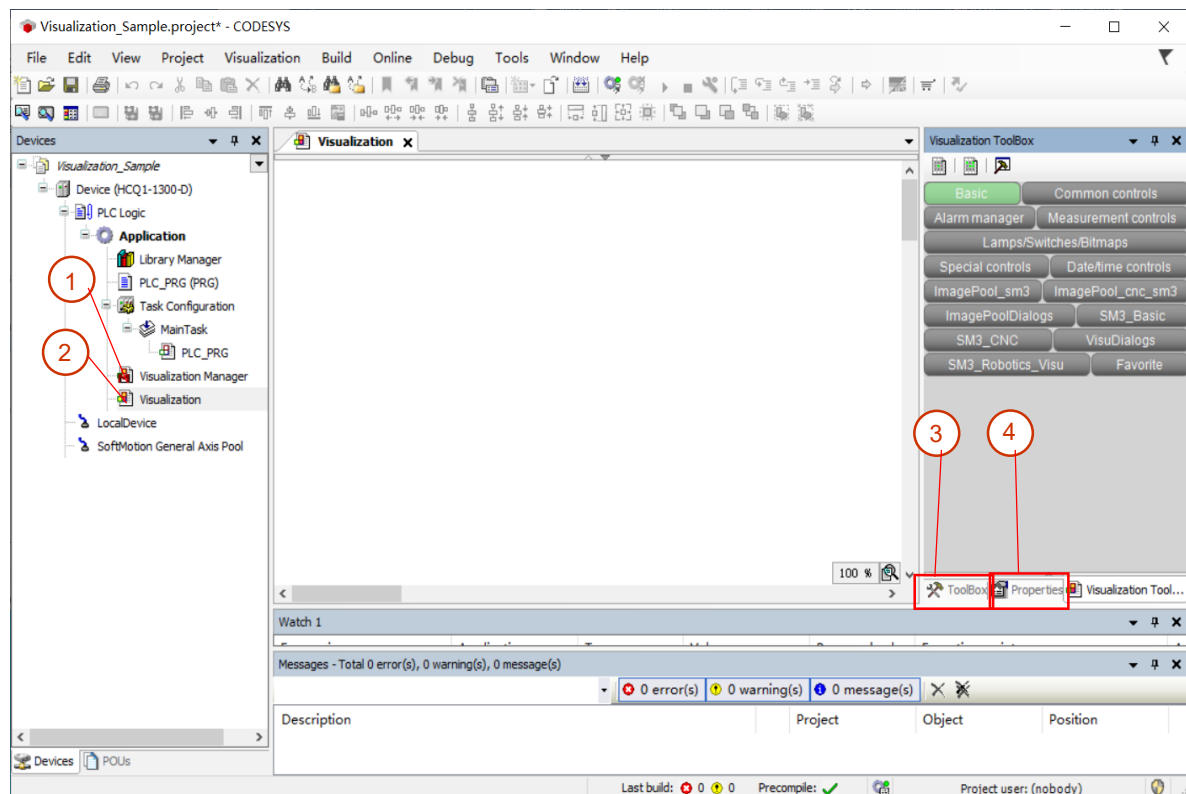 Visualization_Sample.project* - CODESYS
File Edit View Project Visualization Build Online Debug Tools Window Help
Devices
Visualization_Sample
Device (HCQ1-1300-D)
PLC Logic
Application
Library Manager
PLC_PRG (PRG)
Task Configuration
MainTask
PLC_PRG
Visualization Manager
Visualization
LocalDevice
SoftMotion General Axis Pool
1
2
Devices POUs
Visualization
100 %
Visualization ToolBox
Basic Common controls
Alarm manager Measurement controls
Lamps/Switches/Bitmaps
Special controls Date/time controls
ImagePool_sm3 ImagePool_cnc_sm3
ImagePoolDialogs SM3_Basic
SM3_CNC VisuDialogs
SM3_Robotics_Visu Favorite
3 4
ToolBox Properties Visualization Tool...
Watch 1
Messages - Total 0 error(s), 0 warning(s), 0 message(s)
0 error(s) 0 warning(s) 0 message(s)
Description Project Object Position
Last build: 0 0 Precompile: Project user: (nobody)